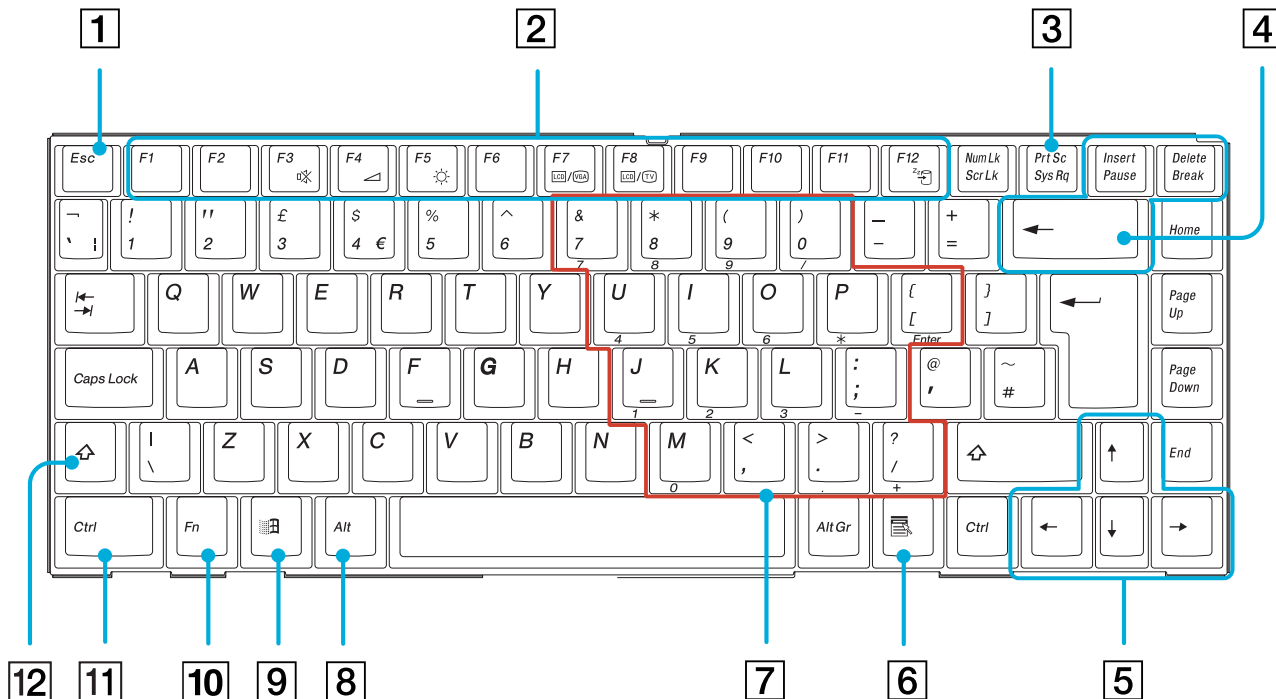 1 2 3 4
Esc F1 F2 F3 F4 F5 F6 F7 LCD/VGA F8 LCD/TV F9 F10 F11 F12 Zzz Num Lk Scr Lk Prt Sc Sys Rq Insert Pause Delete Break
¬ ` ¦ ! 1 " 2 £ 3 $ 4 € % 5 ^ 6 & 7 7 * 8 8 ( 9 9 ) 0 / _ - + = ← Home
Q W E R T Y U 4 I 5 O 6 P * { [ Enter } ] Page Up
Caps Lock A S D F G H J 1 K 2 L 3 : ; - @ ' ~ # Page Down
| \ Z X C V B N M 0 < , > . . ? / + ↑ End
Ctrl Fn Alt Alt Gr Ctrl ← ↓ →
12 11 10 9 8 7 6 5